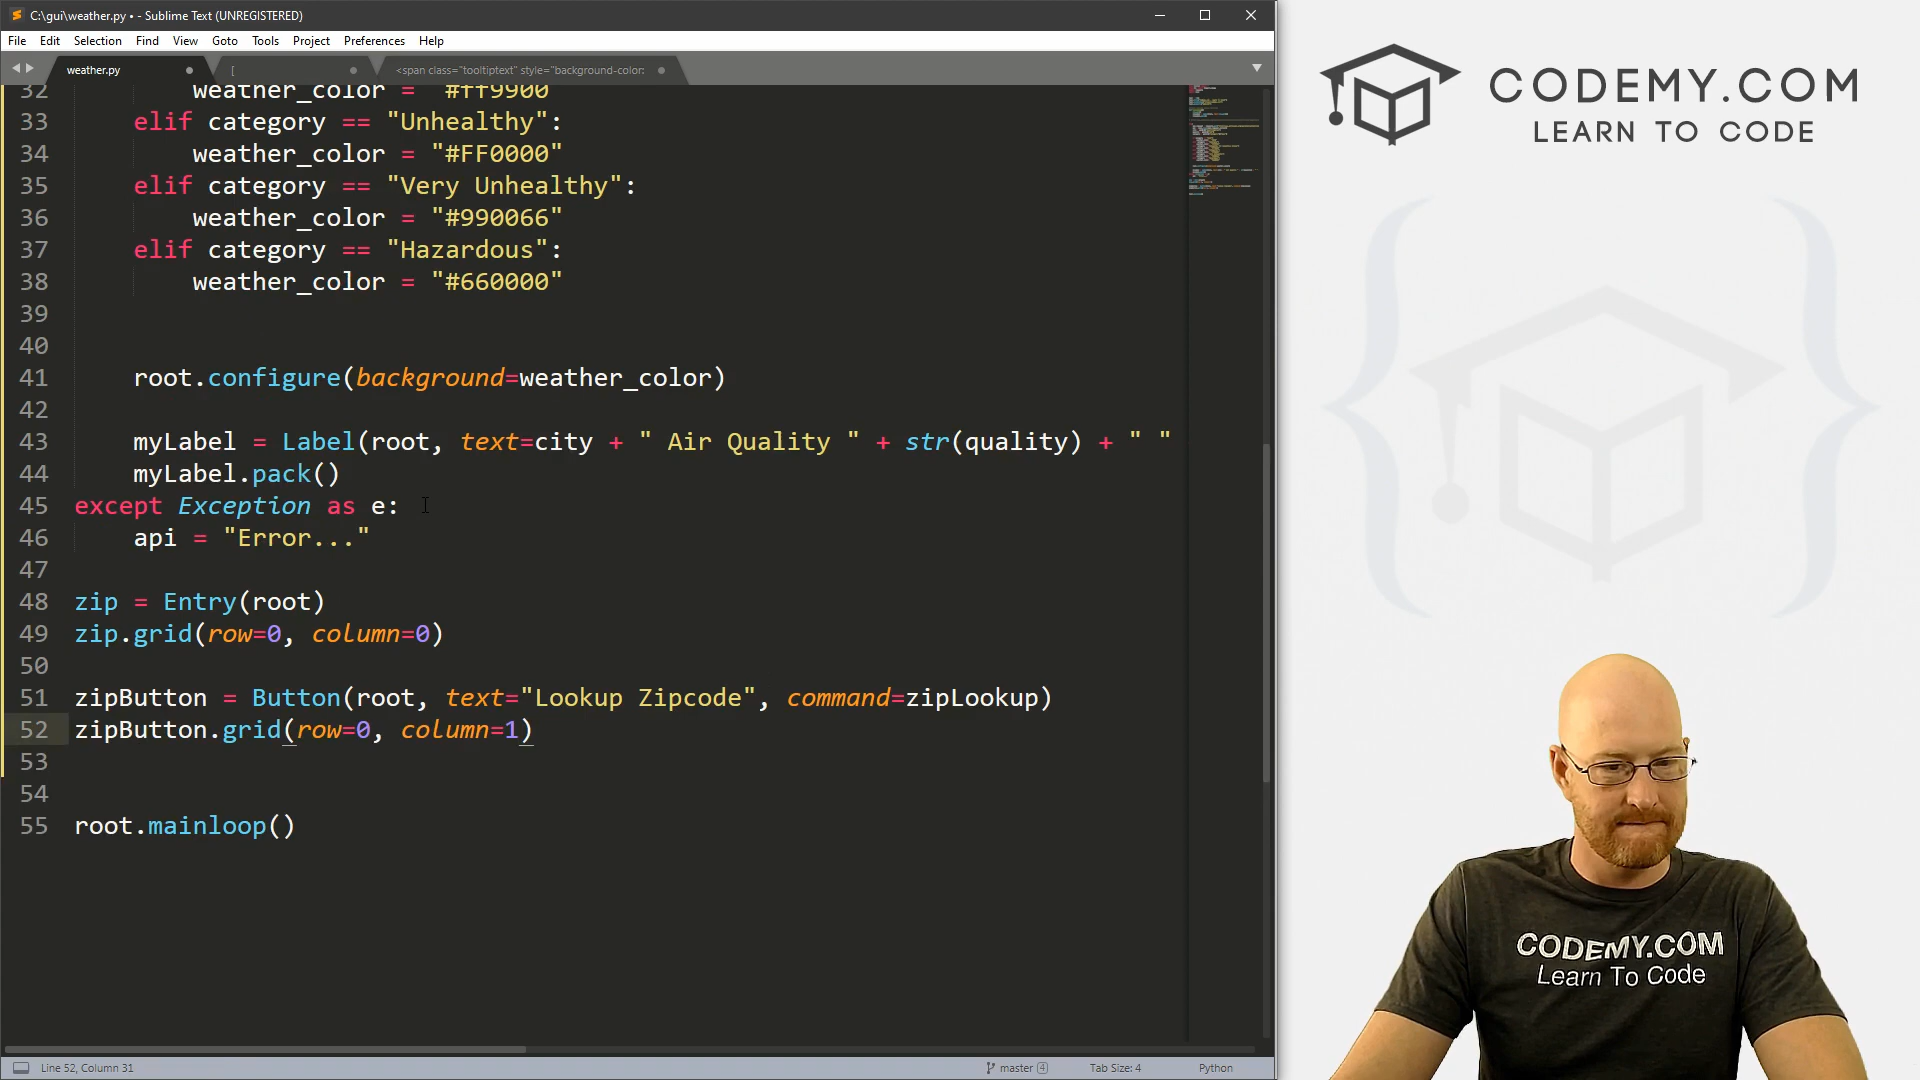 C:\gui\weather.py • - Sublime Text (UNREGISTERED)
File Edit Selection Find View Goto Tools Project Preferences Help
weather.py
[
<span class="tooltiptext" style="background-color:
32 weather_color = "#ff9900
33 elif category == "Unhealthy":
34 weather_color = "#FF0000"
35 elif category == "Very Unhealthy":
36 weather_color = "#990066"
37 elif category == "Hazardous":
38 weather_color = "#660000"
39
40
41 root.configure(background=weather_color)
42
43 myLabel = Label(root, text=city + " Air Quality " + str(quality) + " "
44 myLabel.pack()
45 except Exception as e:
46 api = "Error..."
47
48 zip = Entry(root)
49 zip.grid(row=0, column=0)
50
51 zipButton = Button(root, text="Lookup Zipcode", command=zipLookup)
52 zipButton.grid(row=0, column=1)
53
54
55 root.mainloop()
Line 52, Column 31
master 4
Tab Size: 4
Python
CODEMY.COM
LEARN TO CODE
CODEMY.COM
Learn To Code